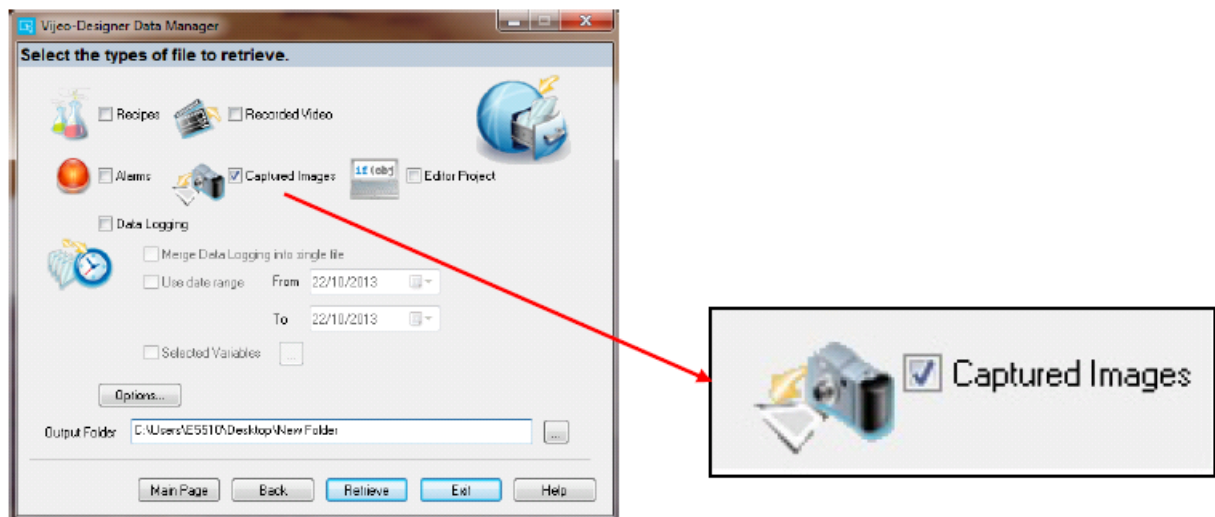 Vijeo-Designer Data Manager
Select the types of file to retrieve.
Recipes Recorded Video
Alarms Captured Images if(obj Editor Project
Data Logging
Merge Data Logging into single file
Use date range From 22/10/2013
To 22/10/2013
Selected Variables ...
Options...
Output Folder C:\Users\E5510\Desktop\New Folder ...
Main Page Back Retrieve Exit Help
Captured Images